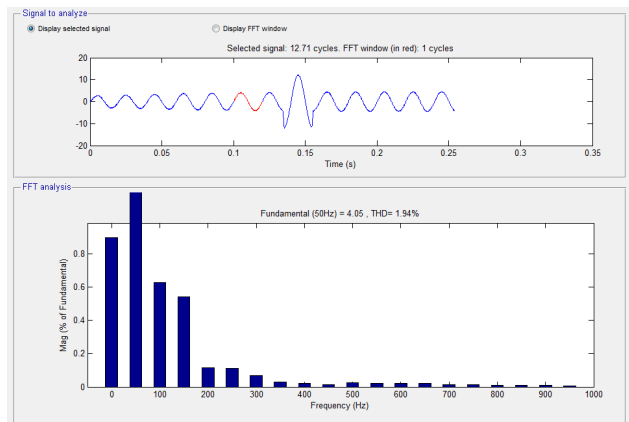 Signal to analyze
Display selected signal Display FFT window
Selected signal: 12.71 cycles. FFT window (in red): 1 cycles
20
10
0
-10
-20
0 0.05 0.1 0.15 0.2 0.25 0.3 0.35
Time (s)
FFT analysis
Fundamental (50Hz) = 4.05 , THD= 1.94%
0.8
0.6
0.4
0.2
0
Mag (% of Fundamental)
0 100 200 300 400 500 600 700 800 900 1000
Frequency (Hz)